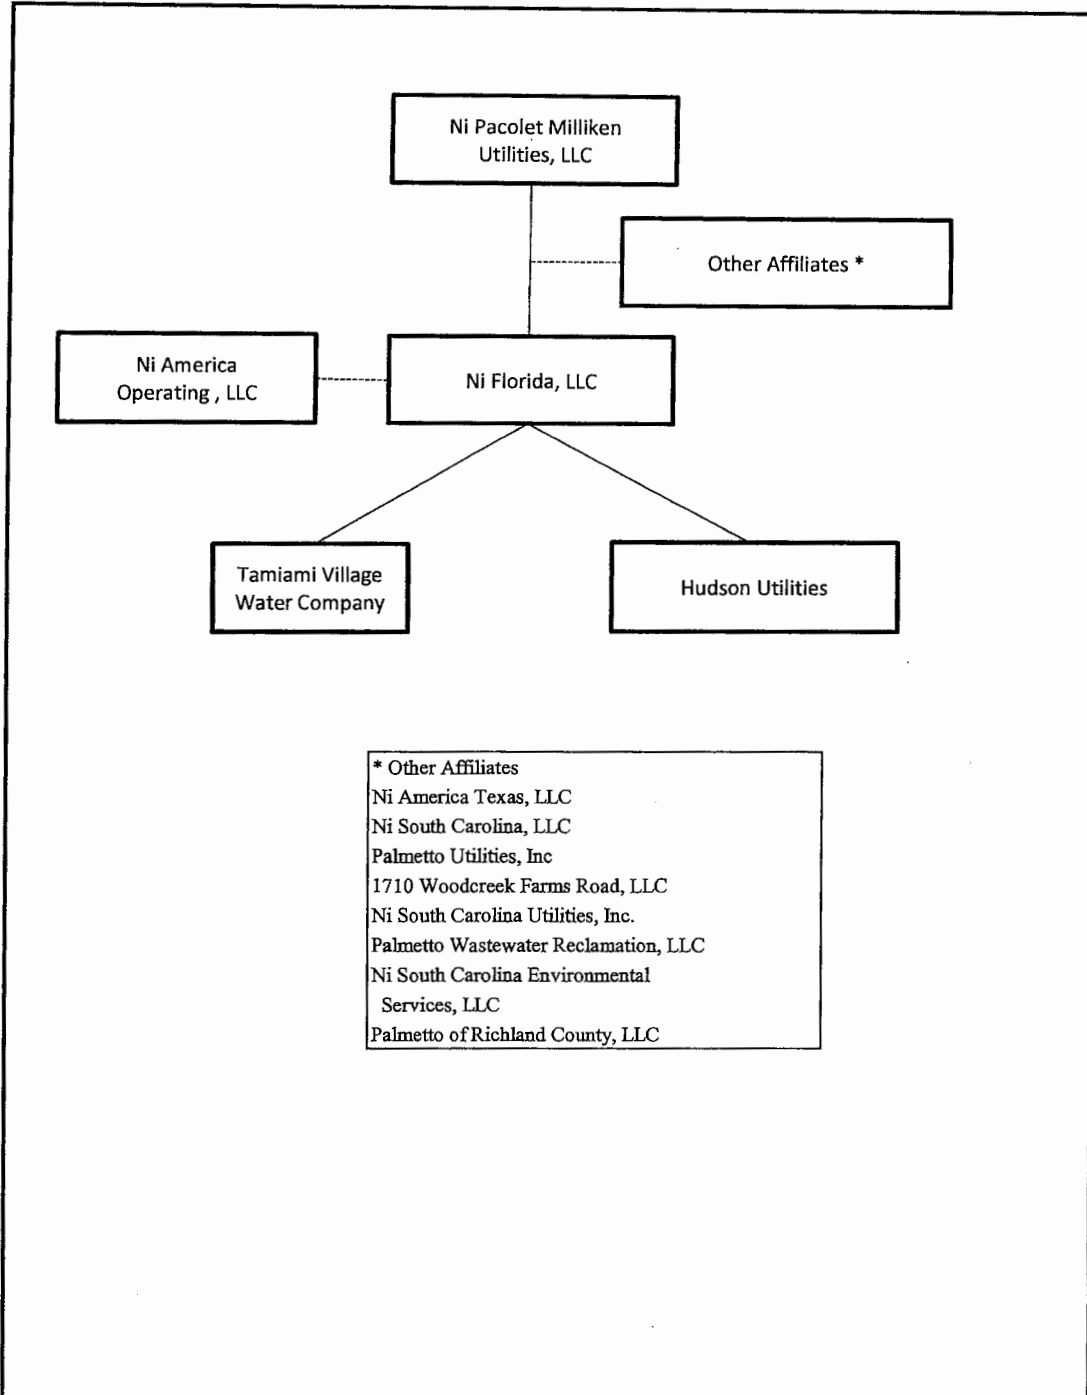 Ni Pacolet Milliken
Utilities, LLC
Other Affiliates *
Ni America
Operating , LLC
Ni Florida, LLC
Tamiami Village
Water Company
Hudson Utilities
* Other Affiliates
Ni America Texas, LLC
Ni South Carolina, LLC
Palmetto Utilities, Inc
1710 Woodcreek Farms Road, LLC
Ni South Carolina Utilities, Inc.
Palmetto Wastewater Reclamation, LLC
Ni South Carolina Environmental
Services, LLC
Palmetto of Richland County, LLC